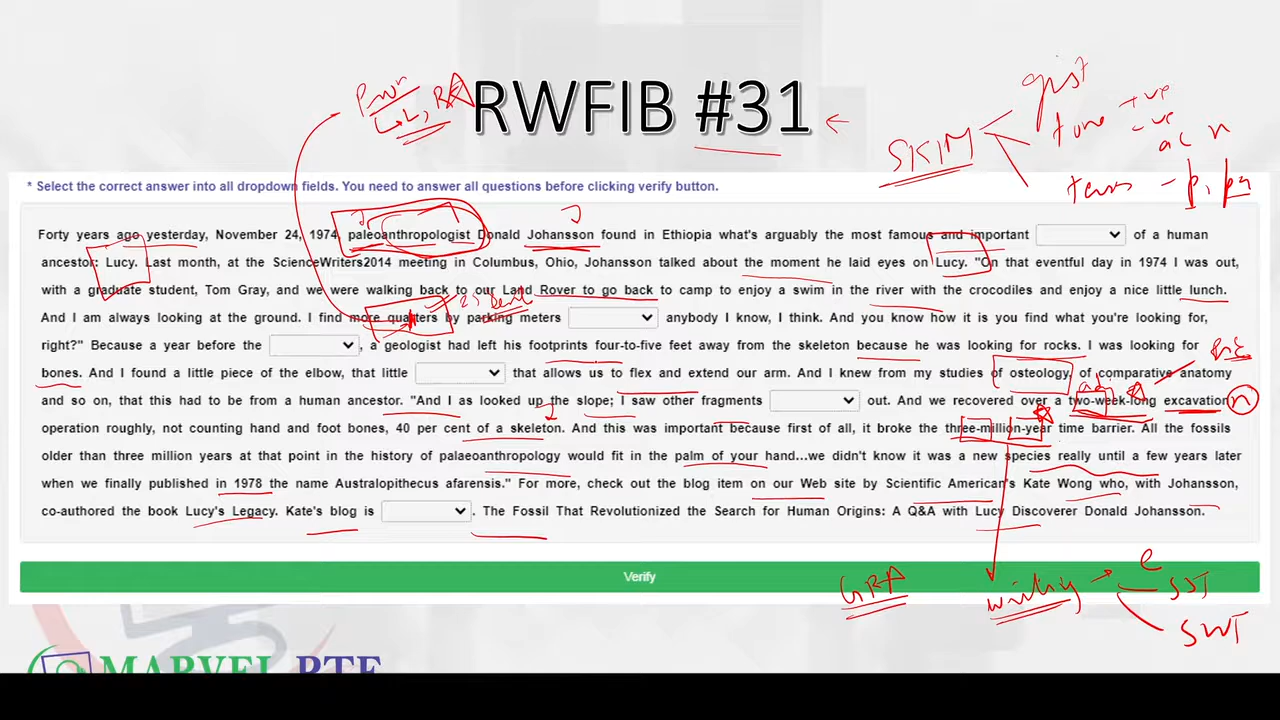 RWFIB #31
SKIM
gist
tone
+ve
-ve
* Select the correct answer into all dropdown fields. You need to answer all questions before clicking verify button.
Forty years ago yesterday, November 24, 1974, paleoanthropologist Donald Johansson found in Ethiopia what's arguably the most famous and important of a human
ancestor: Lucy. Last month, at the ScienceWriters2014 meeting in Columbus, Ohio, Johansson talked about the moment he laid eyes on Lucy. "On that eventful day in 1974 I was out,
with a graduate student, Tom Gray, and we were walking back to our Land Rover to go back to camp to enjoy a swim in the river with the crocodiles and enjoy a nice little lunch.
And I am always looking at the ground. I find more quarters by parking meters anybody I know, I think. And you know how it is you find what you're looking for,
right?" Because a year before the , a geologist had left his footprints four-to-five feet away from the skeleton because he was looking for rocks. I was looking for
bones. And I found a little piece of the elbow, that little that allows us to flex and extend our arm. And I knew from my studies of osteology, of comparative anatomy
and so on, that this had to be from a human ancestor. "And I as looked up the slope; I saw other fragments out. And we recovered over a two-week-long excavation
operation roughly, not counting hand and foot bones, 40 per cent of a skeleton. And this was important because first of all, it broke the three-million-year time barrier. All the fossils
older than three million years at that point in the history of palaeoanthropology would fit in the palm of your hand...we didn't know it was a new species really until a few years later
when we finally published in 1978 the name Australopithecus afarensis." For more, check out the blog item on our Web site by Scientific American's Kate Wong who, with Johansson,
co-authored the book Lucy's Legacy. Kate's blog is . The Fossil That Revolutionized the Search for Human Origins: A Q&A with Lucy Discoverer Donald Johansson.
adj
n
Verify
GRA
SST
SWT
MARVEL PTE